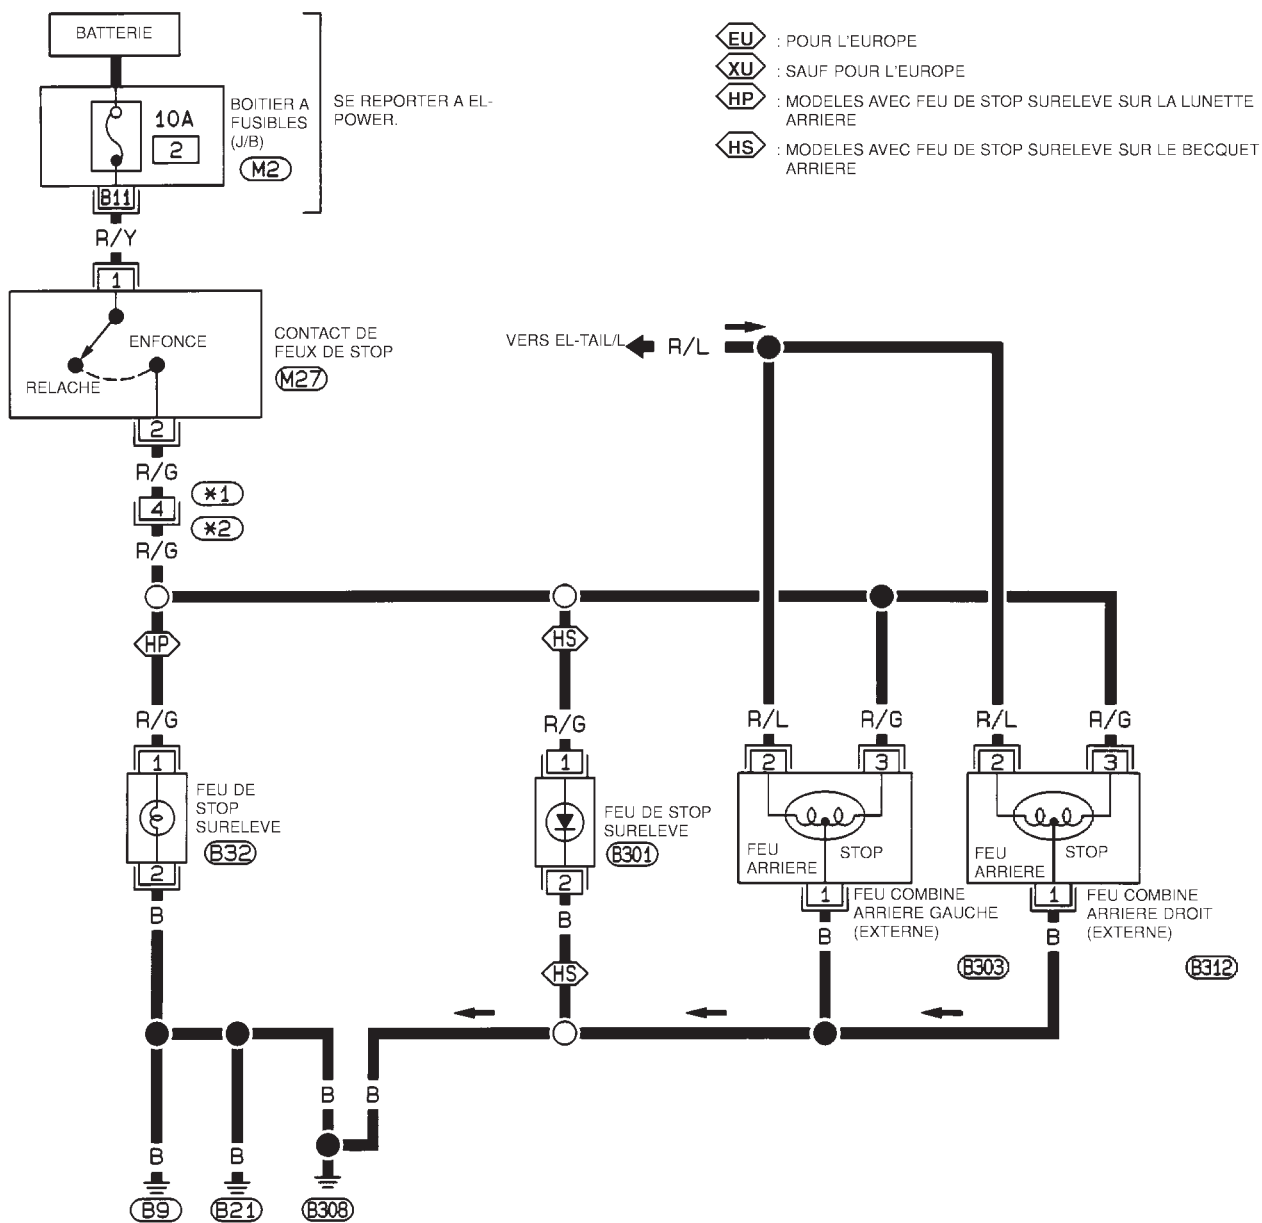 BATTERIE
10A
2
BOITIER A
FUSIBLES
(J/B)
M2
SE REPORTER A EL-
POWER.
B11
R/Y
1
ENFONCE
RELACHE
CONTACT DE
FEUX DE STOP
M27
2
R/G
4
*1
*2
R/G
EU : POUR L'EUROPE
XU : SAUF POUR L'EUROPE
HP : MODELES AVEC FEU DE STOP SURELEVE SUR LA LUNETTE
ARRIERE
HS : MODELES AVEC FEU DE STOP SURELEVE SUR LE BECQUET
ARRIERE
VERS EL-TAIL/L
R/L
HP
HS
R/G
R/G
R/L
R/G
R/L
R/G
1
1
2
3
2
3
FEU DE
STOP
SURELEVE
B32
FEU DE STOP
SURELEVE
B301
FEU
ARRIERE
STOP
FEU
ARRIERE
STOP
2
2
1
1
FEU COMBINE
ARRIERE GAUCHE
(EXTERNE)
B303
FEU COMBINE
ARRIERE DROIT
(EXTERNE)
B312
B
B
B
B
HS
B
B
B
B
B9
B21
B308